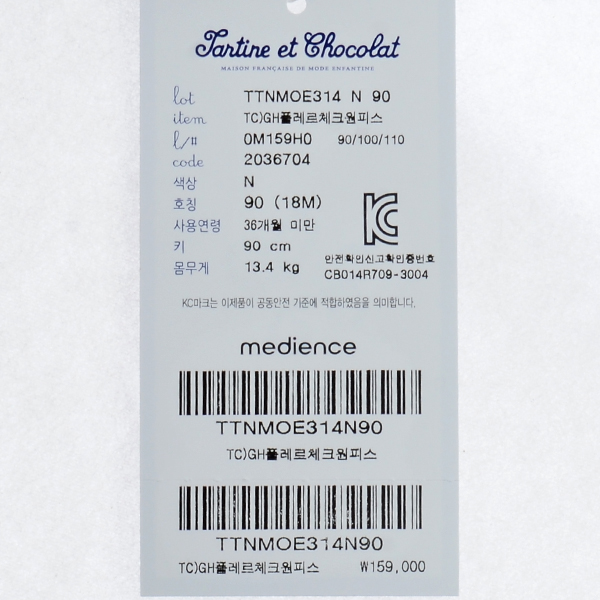 Tartine et Chocolat
MAISON FRANÇAISE DE MODE ENFANTINE
lot TTNMOE314 N 90
item TC)GH플레르체크원피스
l/# 0M159H0 90/100/110
code 2036704
색상 N
호칭 90 (18M)
사용연령 36개월 미만
키 90 cm
몸무게 13.4 kg
안전확인신고확인증번호
CB014R709-3004
KC마크는 이제품이 공통안전 기준에 적합하였음을 의미합니다.
medience
TTNMOE314N90
TC)GH플레르체크원피스
TTNMOE314N90
TC)GH플레르체크원피스 ₩159,000